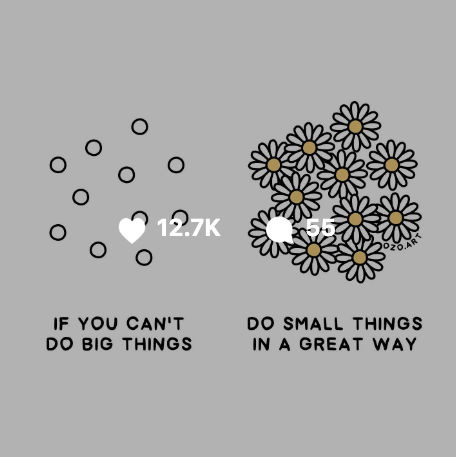 12.7K
55
OZO.ART
IF YOU CAN'T
DO BIG THINGS
DO SMALL THINGS
IN A GREAT WAY